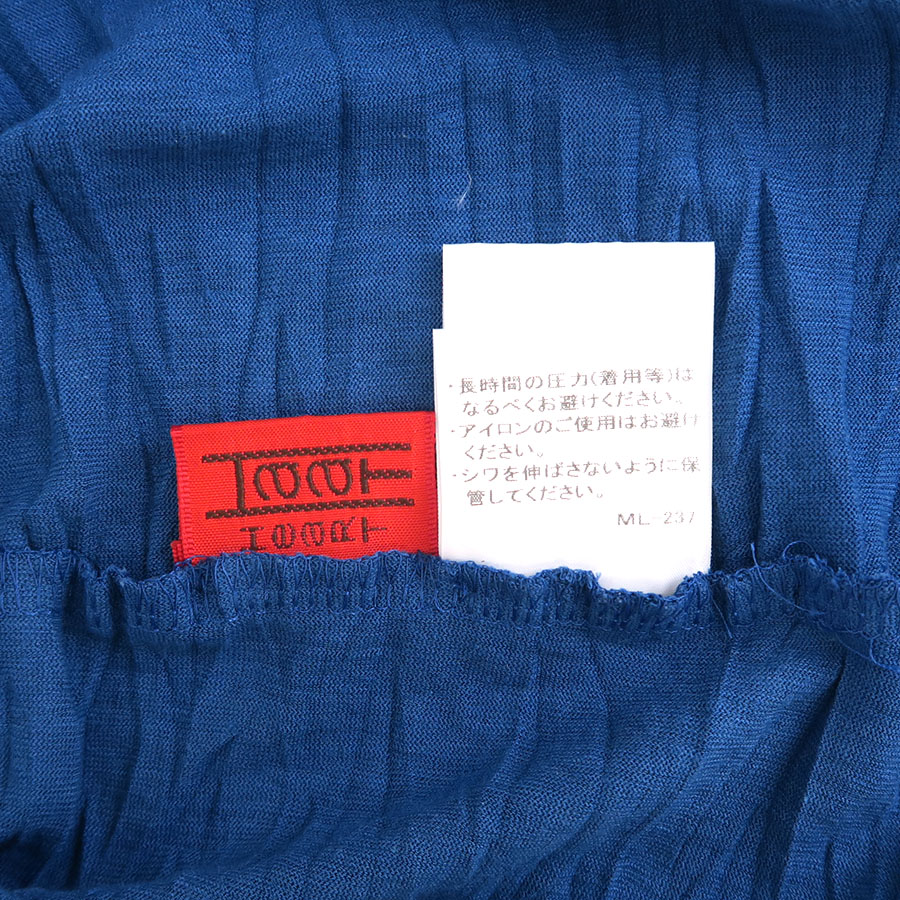 ・長時間の圧力(着用等)は
なるべくお避けください。
・アイロンのご使用はお避け
ください。
・シワを伸ばさないように保
管してください。
ME-237